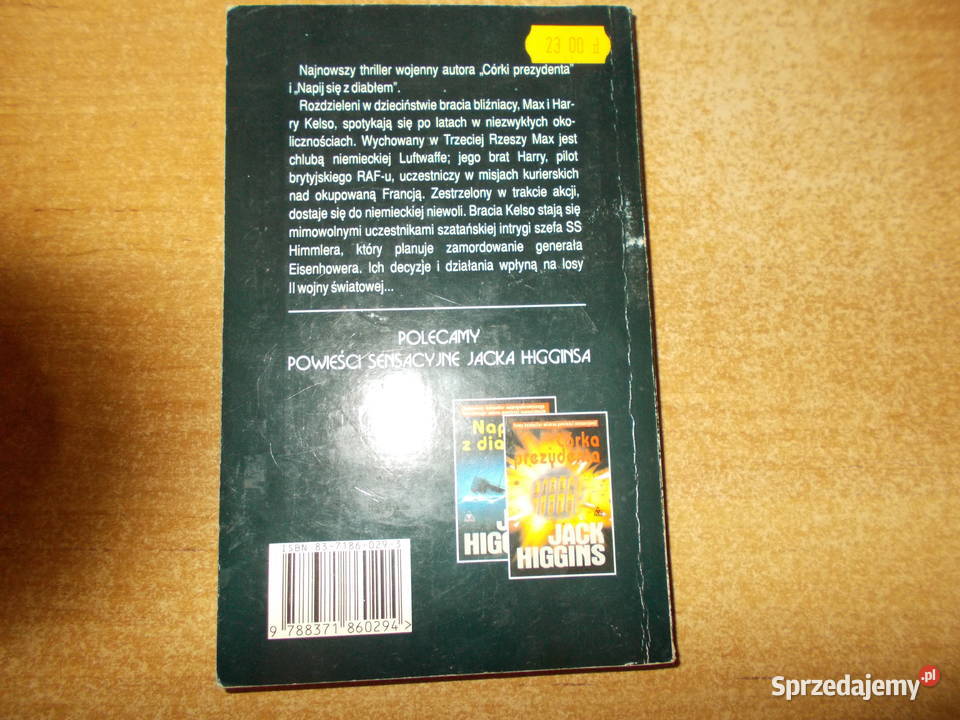 23 00 zł
Najnowszy thriller wojenny autora „Córki prezydenta”
i „Napij się z diabłem”.
Rozdzieleni w dzieciństwie bracia bliźniacy, Max i Har-
ry Kelso, spotykają się po latach w niezwykłych oko-
licznościach. Wychowany w Trzeciej Rzeszy Max jest
chlubą niemieckiej Luftwaffe; jego brat Harry, pilot
brytyjskiego RAF-u, uczestniczy w misjach kurierskich
nad okupowaną Francją. Zestrzelony w trakcie akcji,
dostaje się do niemieckiej niewoli. Bracia Kelso stają się
mimowolnymi uczestnikami szatańskiej intrygi szefa SS
Himmlera, który planuje zamordowanie generała
Eisenhowera. Ich decyzje i działania wpłyną na losy
II wojny światowej...
POLECAMY
POWIEŚCI SENSACYJNE JACKA HIGGINSA
Nap
z dia
Córka
prezydenta
JACK
HIGGINS
HIGG
ISBN 83-7186-029-3
9 788371 860294 >
Sprzedajemy.pl